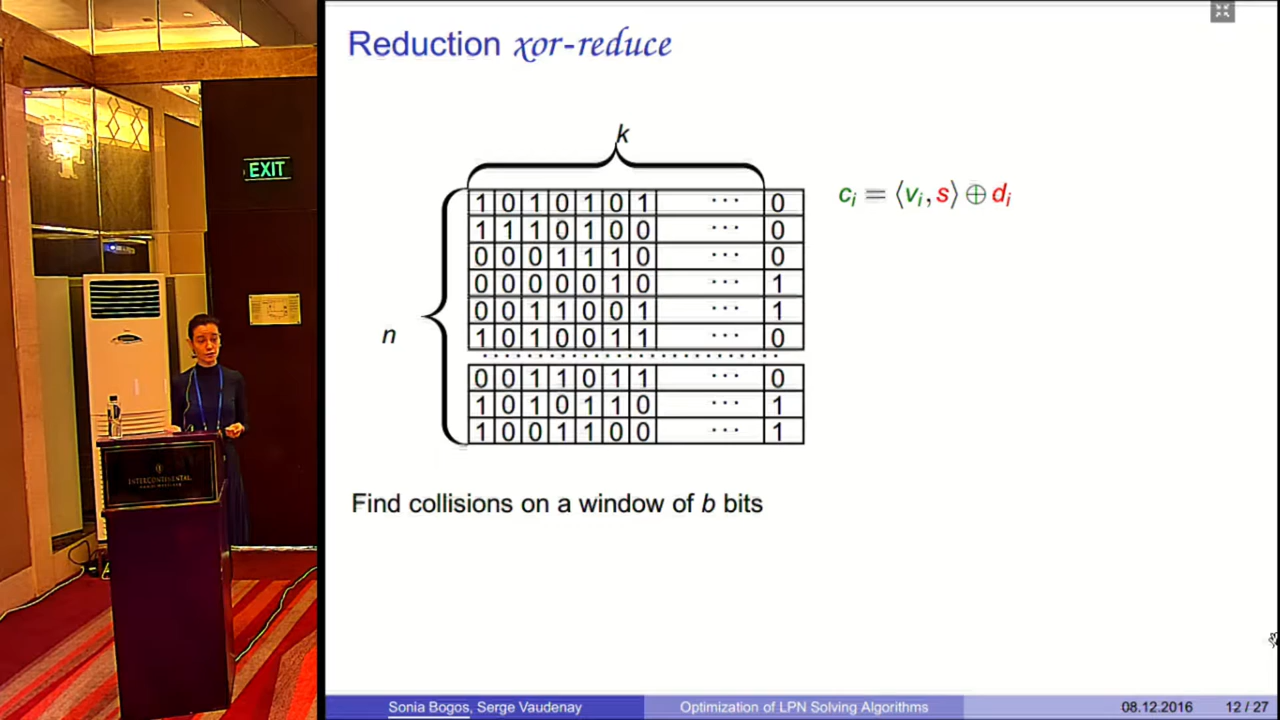 Reduction xor-reduce
k
1 0 1 0 1 0 1 ··· 0
1 1 1 0 1 0 0 ··· 0
0 0 0 1 1 1 0 ··· 0
0 0 0 0 0 1 0 ··· 1
0 0 1 1 0 0 1 ··· 1
1 0 1 0 0 1 1 ··· 0
0 0 1 1 0 1 1 ··· 0
1 0 1 0 1 1 0 ··· 1
1 0 0 1 1 0 0 ··· 1
n
c_i = ⟨v_i, s⟩ ⊕ d_i
Find collisions on a window of b bits
EXIT
INTERCONTINENTAL
Sonia Bogos, Serge Vaudenay
Optimization of LPN Solving Algorithms
08.12.2016
12 / 27